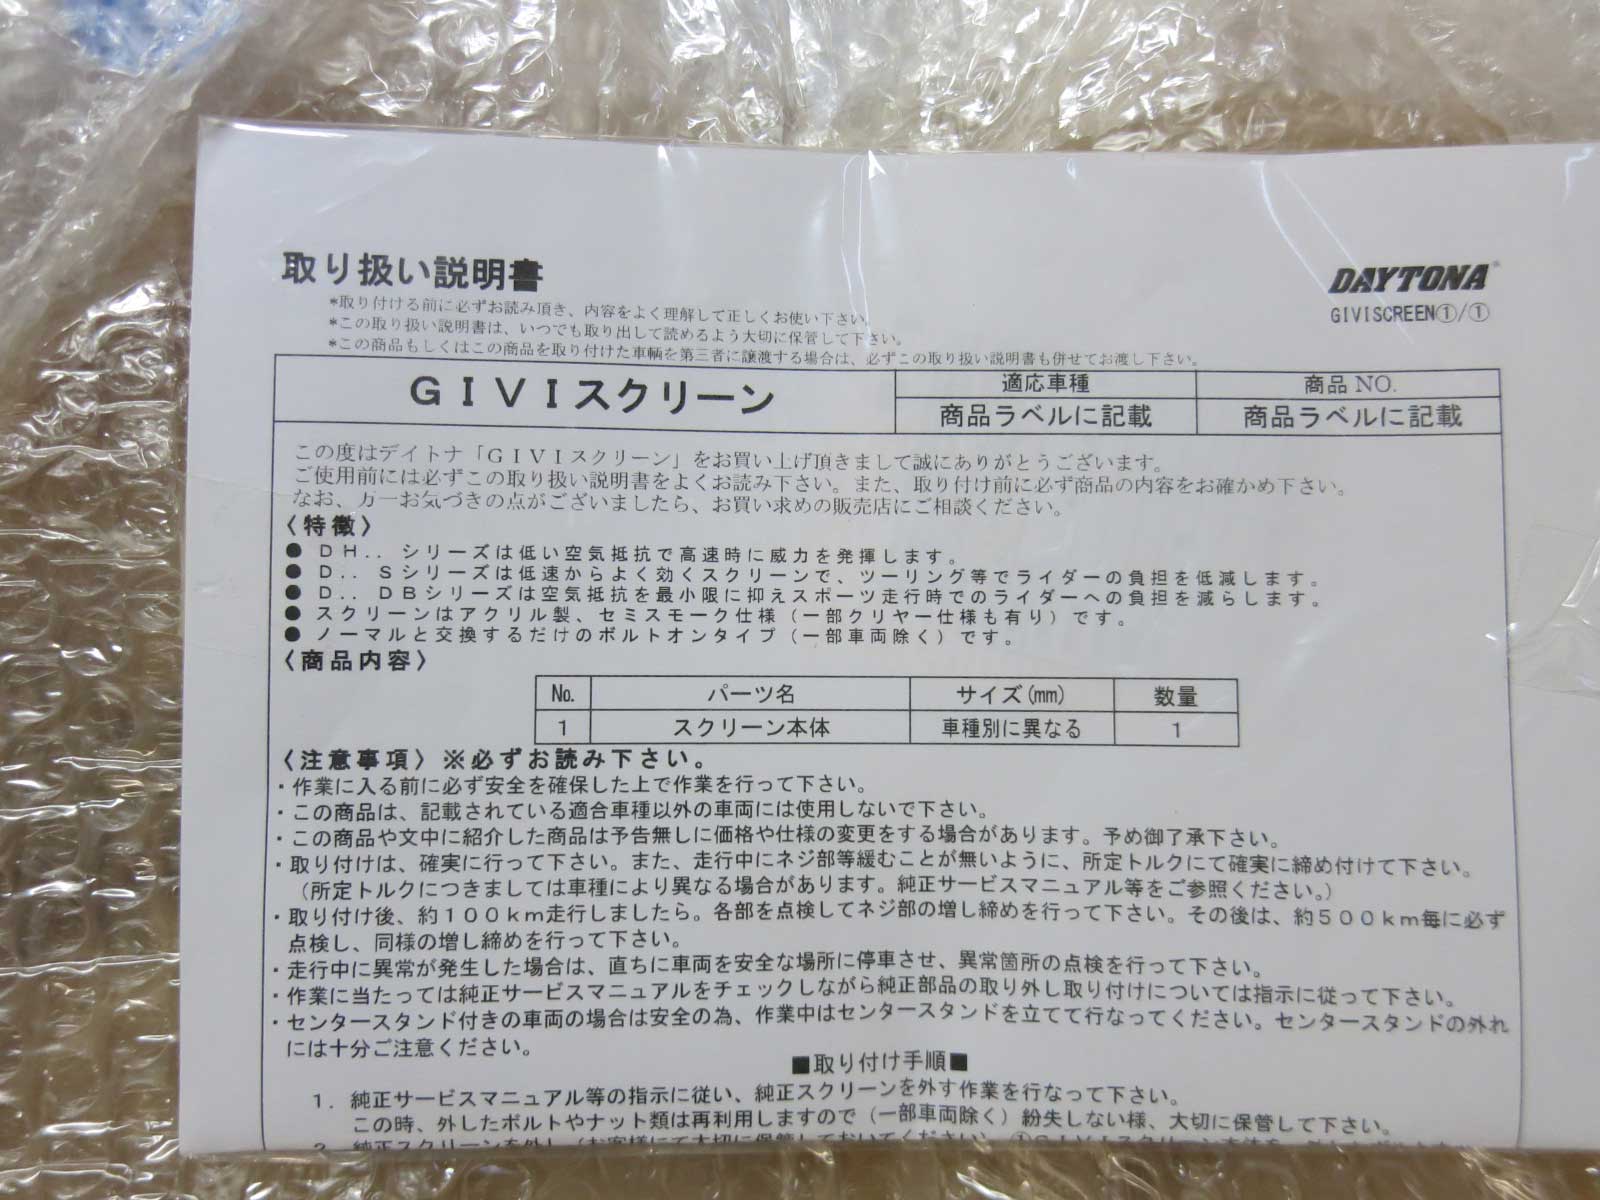 取り扱い説明書
DAYTONA
GIVISCREEN①/①
*取り付ける前に必ずお読み頂き、内容をよく理解して正しくお使い下さい。
*この取り扱い説明書は、いつでも取り出して読めるよう大切に保管して下さい。
*この商品もしくはこの商品を取り付けた車輌を第三者に譲渡する場合は、必ずこの取り扱い説明書も併せてお渡し下さい。
GIVIスクリーン
適応車種
商品NO.
商品ラベルに記載
商品ラベルに記載
この度はデイトナ「GIVIスクリーン」をお買い上げ頂きまして誠にありがとうございます。
ご使用前には必ずこの取り扱い説明書をよくお読み下さい。また、取り付け前に必ず商品の内容をお確かめ下さい。
なお、万一お気づきの点がございましたら、お買い求めの販売店にご相談ください。
〈特徴〉
● DH.. シリーズは低い空気抵抗で高速時に威力を発揮します。
● D.. Sシリーズは低速からよく効くスクリーンで、ツーリング等でライダーの負担を低減します。
● D.. DBシリーズは空気抵抗を最小限に抑えスポーツ走行時でのライダーへの負担を減らします。
● スクリーンはアクリル製、セミスモーク仕様（一部クリヤー仕様も有り）です。
● ノーマルと交換するだけのボルトオンタイプ（一部車両除く）です。
〈商品内容〉
No. パーツ名 サイズ(mm) 数量
1 スクリーン本体 車種別に異なる 1
〈注意事項〉※必ずお読み下さい。
・作業に入る前に必ず安全を確保した上で作業を行って下さい。
・この商品は、記載されている適合車種以外の車両には使用しないで下さい。
・この商品や文中に紹介した商品は予告無しに価格や仕様の変更をする場合があります。予め御了承下さい。
・取り付けは、確実に行って下さい。また、走行中にネジ部等緩むことが無いように、所定トルクにて確実に締め付けて下さい。
（所定トルクにつきましては車種により異なる場合があります。純正サービスマニュアル等をご参照ください。）
・取り付け後、約100km走行しましたら。各部を点検してネジ部の増し締めを行って下さい。その後は、約500km毎に必ず
点検し、同様の増し締めを行って下さい。
・走行中に異常が発生した場合は、直ちに車両を安全な場所に停車させ、異常箇所の点検を行って下さい。
・作業に当たっては純正サービスマニュアルをチェックしながら純正部品の取り外し取り付けについては指示に従って下さい。
・センタースタンド付きの車両の場合は安全の為、作業中はセンタースタンドを立てて行なってください。センタースタンドの外れ
には十分ご注意ください。
■取り付け手順■
1. 純正サービスマニュアル等の指示に従い、純正スクリーンを外す作業を行なって下さい。
この時、外したボルトやナット類は再利用しますので（一部車両除く）紛失しない様、大切に保管して下さい。
2. 純正スクリーンを外し（お客様にて大切に保管しておいてください）、①GIVIスクリーン本体を